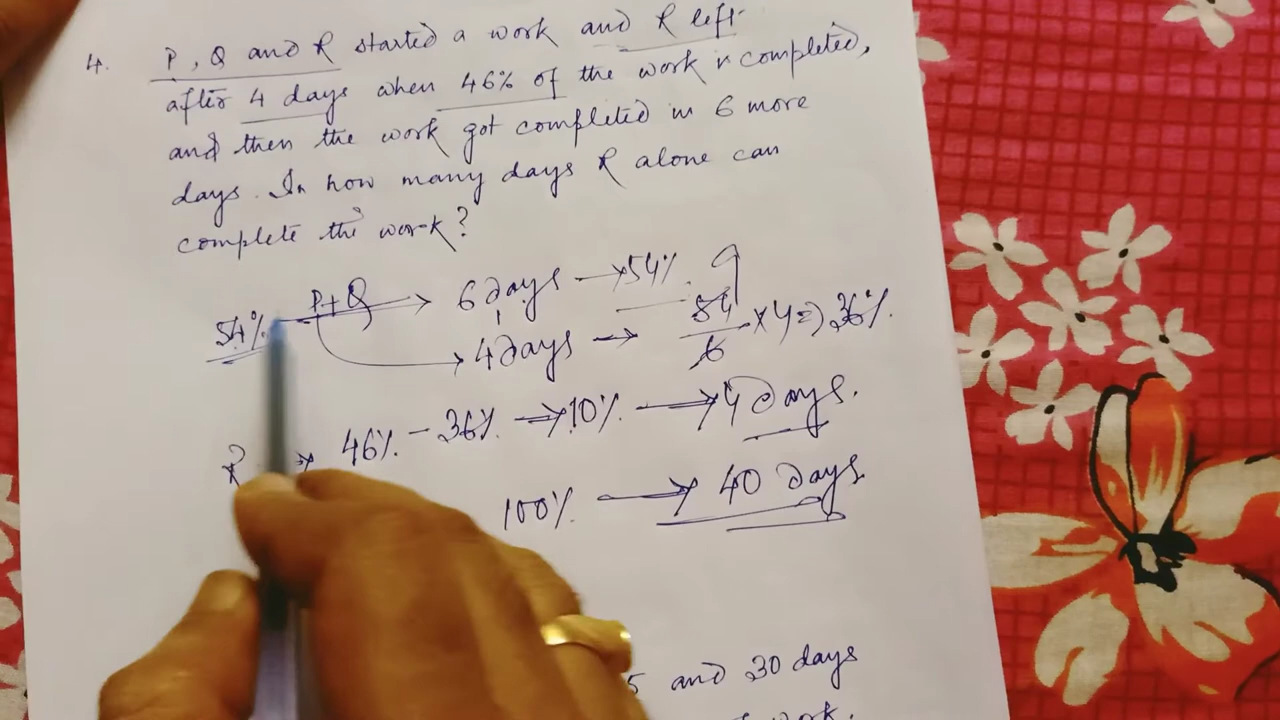 4. P, Q and R started a work and R left
after 4 days when 46% of the work is completed,
and then the work got completed in 6 more
days. In how many days R alone can
complete the work?
54% P+Q → 6 days → 54%
4 days → 54/6 × 4 ⇒ 36%. 9
R → 46% - 36% ⇒ 10% → 4 days.
100% → 40 days
5 and 30 days
work.